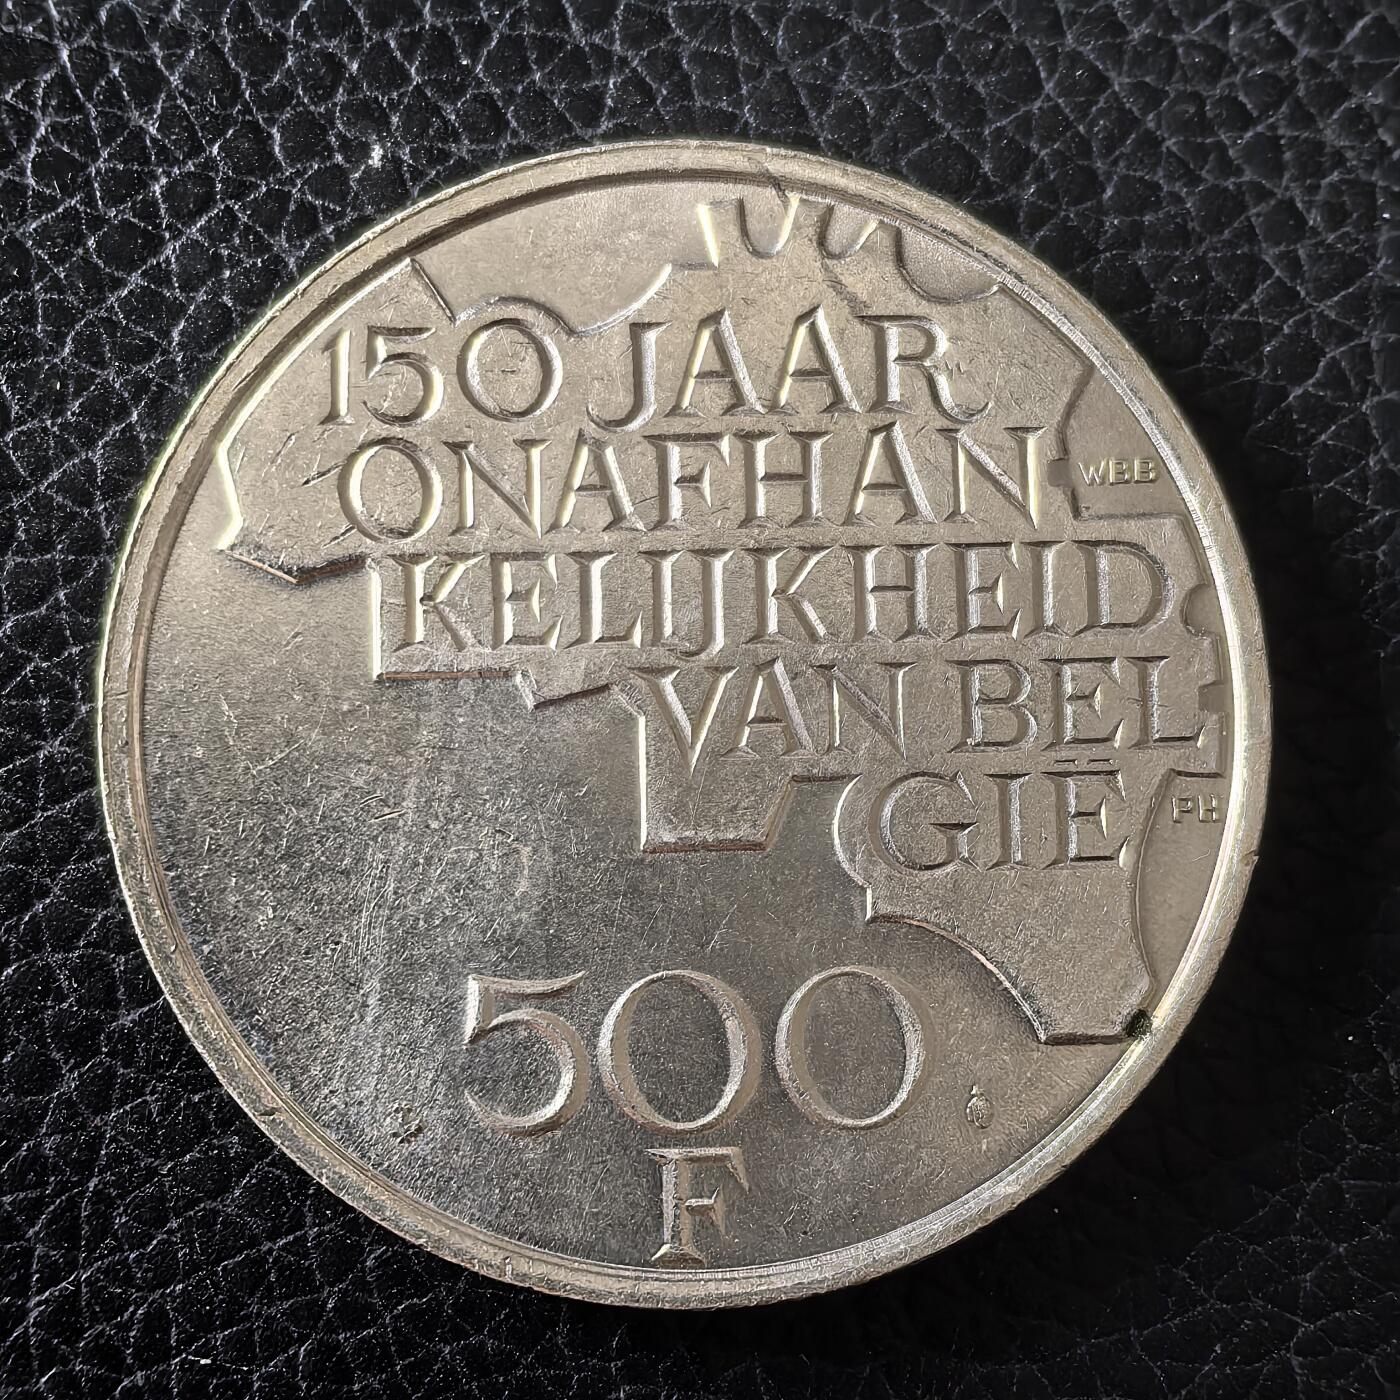 150 JAAR
ONAFHAN
WBB
KELIJKHEID
VAN BEL
GIË
PH
500
F